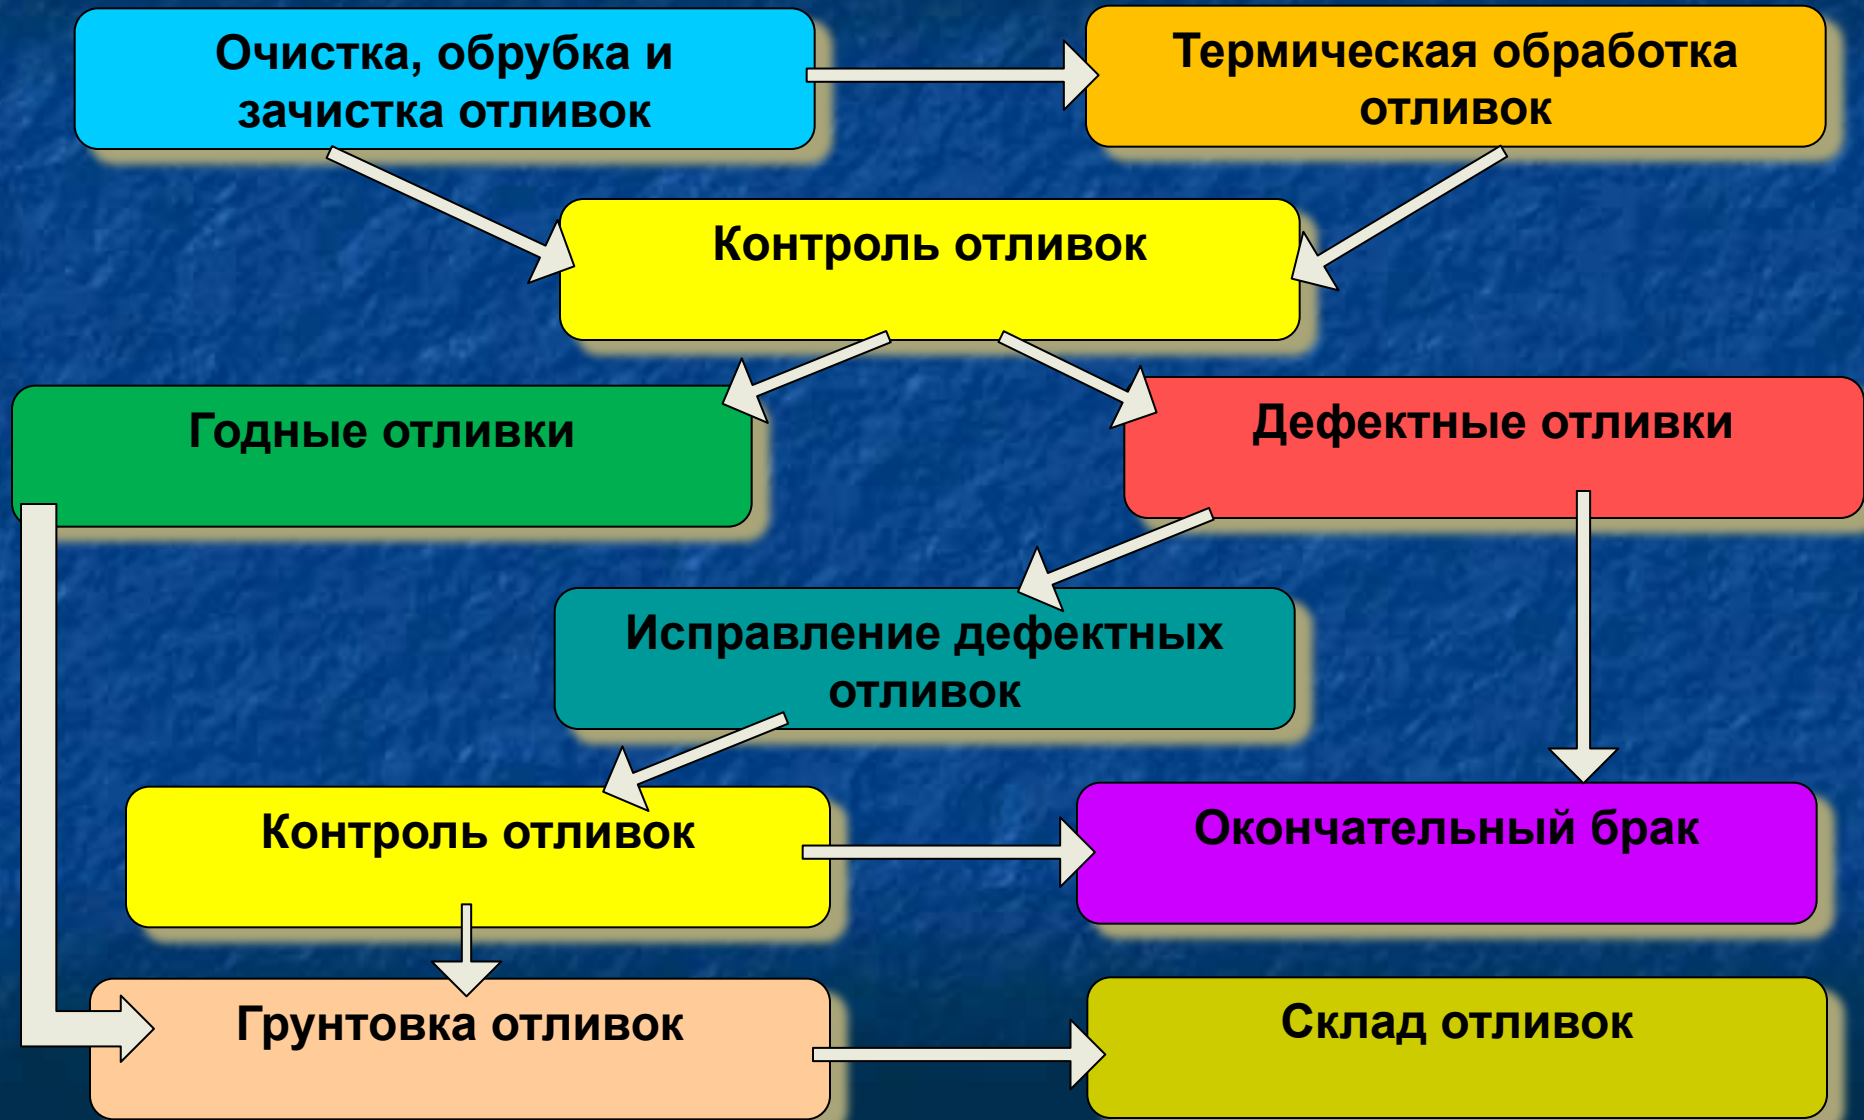 Очистка, обрубка и
зачистка отливок
Термическая обработка
отливок
Контроль отливок
Годные отливки
Дефектные отливки
Исправление дефектных
отливок
Контроль отливок
Окончательный брак
Грунтовка отливок
Склад отливок